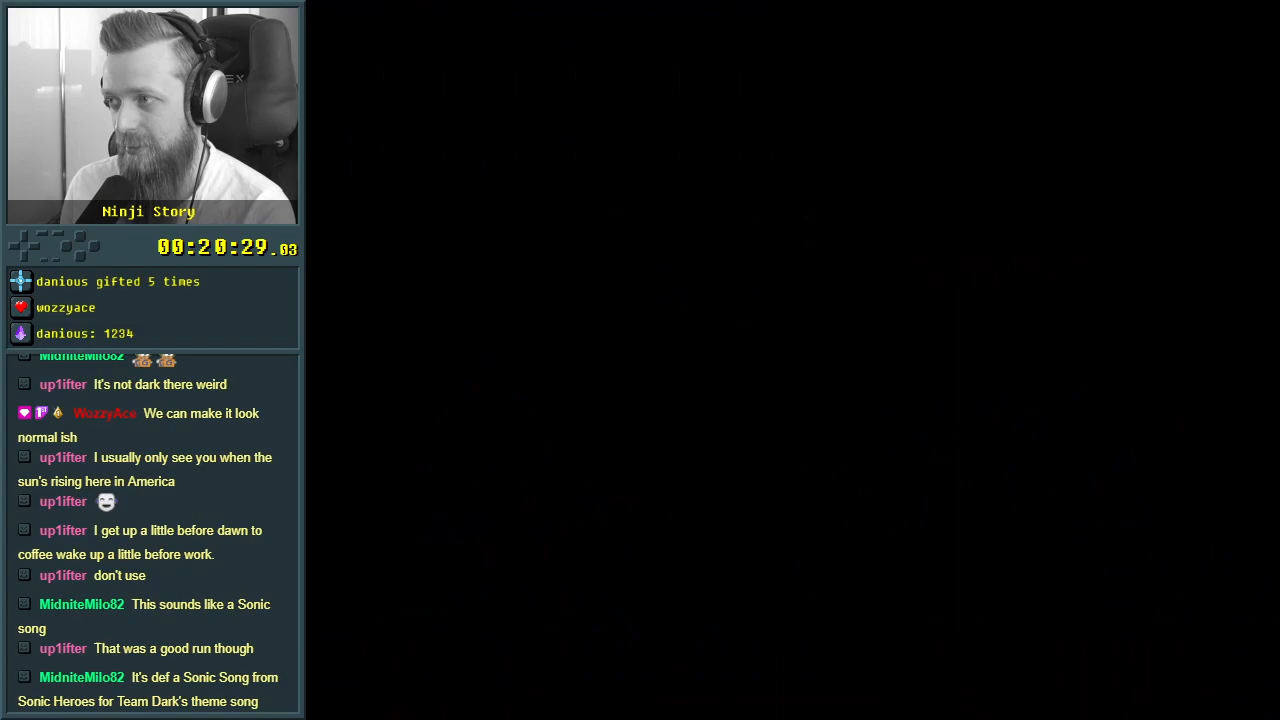 EX
Ninji Story
00:20:29.03
danious gifted 5 times
wozzyace
danious: 1234
MidniteMilo82
up1ifter It's not dark there weird
WozzyAce We can make it look
normal ish
up1ifter I usually only see you when the
sun's rising here in America
up1ifter
up1ifter I get up a little before dawn to
coffee wake up a little before work.
up1ifter don't use
MidniteMilo82 This sounds like a Sonic
song
up1ifter That was a good run though
MidniteMilo82 It's def a Sonic Song from
Sonic Heroes for Team Dark's theme song